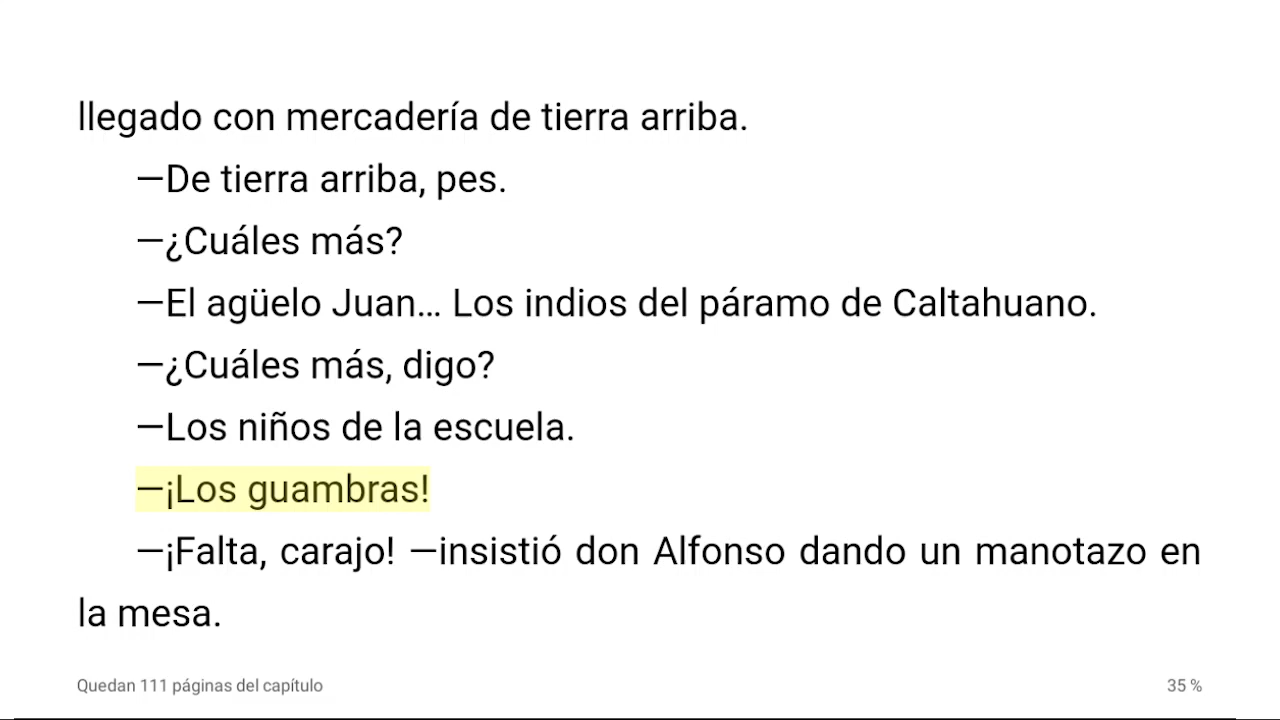 llegado con mercadería de tierra arriba.
—De tierra arriba, pes.
—¿Cuáles más?
—El agüelo Juan… Los indios del páramo de Caltahuano.
—¿Cuáles más, digo?
—Los niños de la escuela.
—¡Los guambras!
—¡Falta, carajo! —insistió don Alfonso dando un manotazo en
la mesa.
Quedan 111 páginas del capítulo
35 %